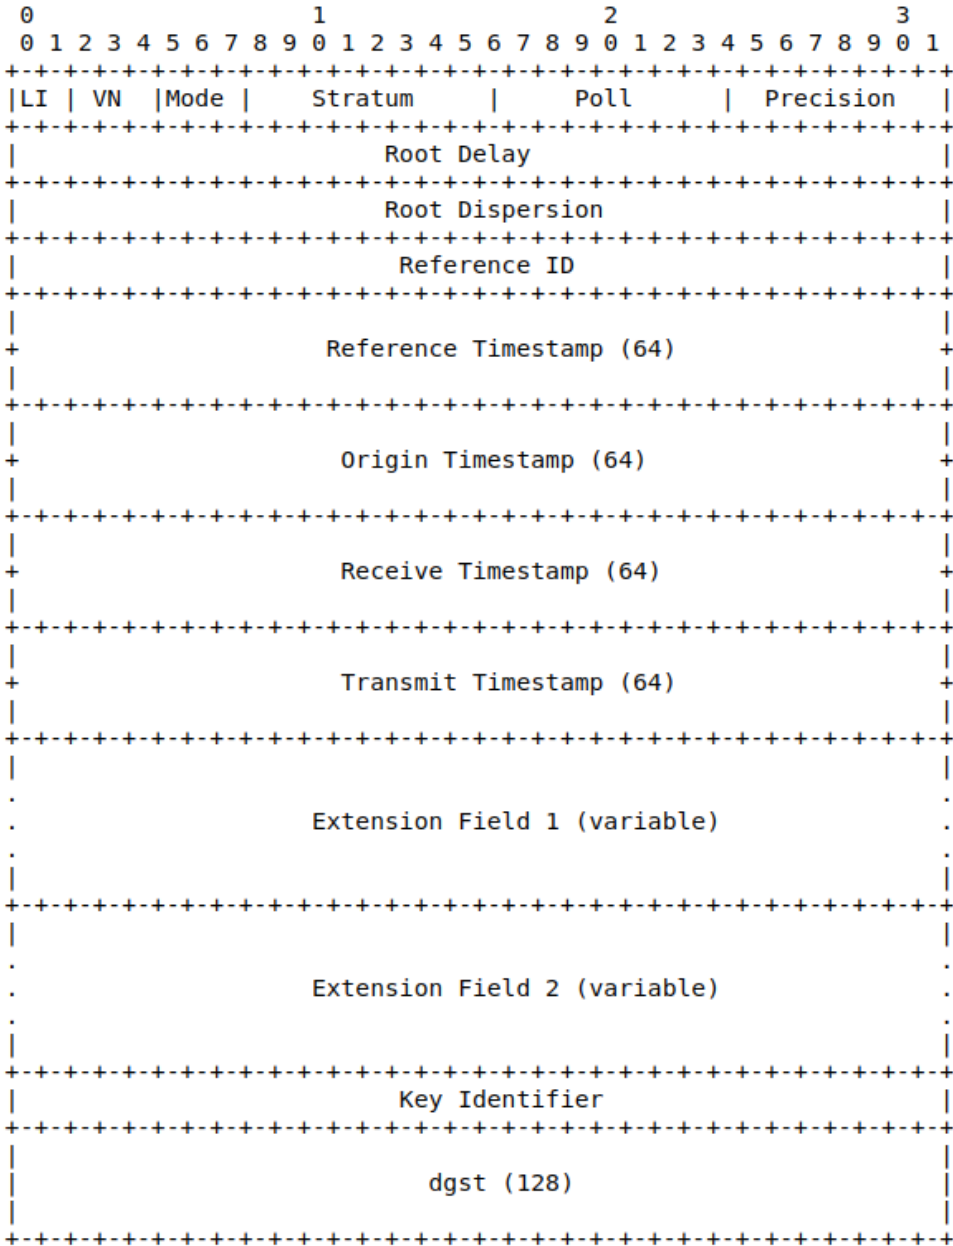 0                   1                   2                   3
 0 1 2 3 4 5 6 7 8 9 0 1 2 3 4 5 6 7 8 9 0 1 2 3 4 5 6 7 8 9 0 1
+-+-+-+-+-+-+-+-+-+-+-+-+-+-+-+-+-+-+-+-+-+-+-+-+-+-+-+-+-+-+-+-+
|LI | VN  |Mode |    Stratum     |     Poll      |  Precision   |
+-+-+-+-+-+-+-+-+-+-+-+-+-+-+-+-+-+-+-+-+-+-+-+-+-+-+-+-+-+-+-+-+
|                         Root Delay                            |
+-+-+-+-+-+-+-+-+-+-+-+-+-+-+-+-+-+-+-+-+-+-+-+-+-+-+-+-+-+-+-+-+
|                         Root Dispersion                       |
+-+-+-+-+-+-+-+-+-+-+-+-+-+-+-+-+-+-+-+-+-+-+-+-+-+-+-+-+-+-+-+-+
|                          Reference ID                         |
+-+-+-+-+-+-+-+-+-+-+-+-+-+-+-+-+-+-+-+-+-+-+-+-+-+-+-+-+-+-+-+-+
|                                                               |
+                     Reference Timestamp (64)                  +
|                                                               |
+-+-+-+-+-+-+-+-+-+-+-+-+-+-+-+-+-+-+-+-+-+-+-+-+-+-+-+-+-+-+-+-+
|                                                               |
+                      Origin Timestamp (64)                    +
|                                                               |
+-+-+-+-+-+-+-+-+-+-+-+-+-+-+-+-+-+-+-+-+-+-+-+-+-+-+-+-+-+-+-+-+
|                                                               |
+                      Receive Timestamp (64)                   +
|                                                               |
+-+-+-+-+-+-+-+-+-+-+-+-+-+-+-+-+-+-+-+-+-+-+-+-+-+-+-+-+-+-+-+-+
|                                                               |
+                      Transmit Timestamp (64)                  +
|                                                               |
+-+-+-+-+-+-+-+-+-+-+-+-+-+-+-+-+-+-+-+-+-+-+-+-+-+-+-+-+-+-+-+-+
|                                                               |
.                                                               .
.                    Extension Field 1 (variable)               .
.                                                               .
|                                                               |
+-+-+-+-+-+-+-+-+-+-+-+-+-+-+-+-+-+-+-+-+-+-+-+-+-+-+-+-+-+-+-+-+
|                                                               |
.                                                               .
.                    Extension Field 2 (variable)               .
.                                                               .
|                                                               |
+-+-+-+-+-+-+-+-+-+-+-+-+-+-+-+-+-+-+-+-+-+-+-+-+-+-+-+-+-+-+-+-+
|                          Key Identifier                       |
+-+-+-+-+-+-+-+-+-+-+-+-+-+-+-+-+-+-+-+-+-+-+-+-+-+-+-+-+-+-+-+-+
|                                                               |
|                            dgst (128)                         |
|                                                               |
+-+-+-+-+-+-+-+-+-+-+-+-+-+-+-+-+-+-+-+-+-+-+-+-+-+-+-+-+-+-+-+-+